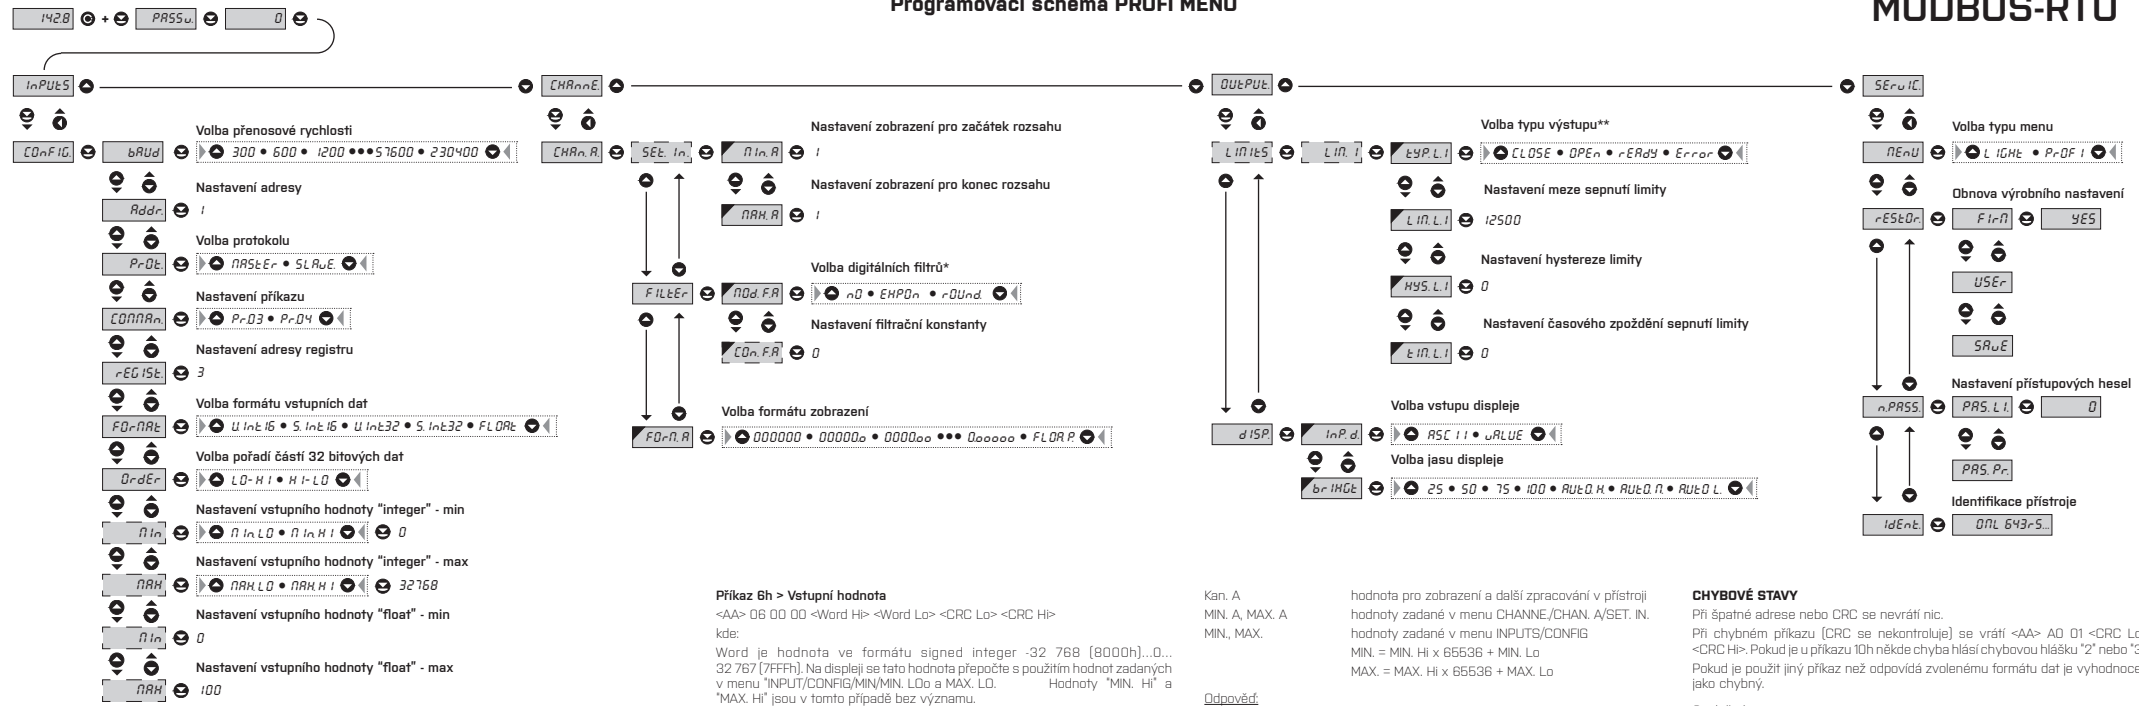 Programovací schéma PROFI MENU
MODBUS-RTU
142.8 + PASSv. 0
InPUtS
CHAnnE.
OUtPUt.
SErvIC.
Volba přenosové rychlosti
COnFIG. bAUd 300 • 600 • 1200 ••• 57600 • 230400
Nastavení adresy
Addr. 1
Volba protokolu
PrOt. MAStEr • SLAvE.
Nastavení příkazu
COMMAn. Pr.03 • Pr.04
Nastavení adresy registru
rEGISt. 3
Volba formátu vstupních dat
FOrMAt U.Int16 • S.Int16 • U.Int32 • S.Int32 • FLOAt
Volba pořadí částí 32 bitových dat
OrdEr LO-HI • HI-LO
Nastavení vstupního hodnoty "integer" - min
MIn MIn.LO • MIn.HI 0
Nastavení vstupního hodnoty "integer" - max
MAX MAX.LO • MAX.HI 32768
Nastavení vstupního hodnoty "float" - min
MIn 0
Nastavení vstupního hodnoty "float" - max
MAX 100
Nastavení zobrazení pro začátek rozsahu
CHAn.A. SEt. In. MIn.A 1
Nastavení zobrazení pro konec rozsahu
MAX.A 1
Volba digitálních filtrů*
FILtEr MOd.F.A nO • EXPOn • rOUnd.
Nastavení filtrační konstanty
COn.F.A 0
Volba formátu zobrazení
FOrM.A 000000 • 00000o • 0000oo ••• 0ooooo • FLOA.P.
Volba typu výstupu**
LIMItS LIM. 1 tYP.L.1 CLOSE • OPEn • rEAdY • Error
Nastavení meze sepnutí limity
LIM.L.1 12500
Nastavení hystereze limity
HYS.L.1 0
Nastavení časového zpoždění sepnutí limity
tIM.L.1 0
Volba vstupu displeje
dISP. InP.d. ASCII • vALUE
Volba jasu displeje
brIHGt 25 • 50 • 75 • 100 • AUtO.H. • AUtO.M. • AUtO L.
Volba typu menu
MEnU LIGHt • PrOFI
Obnova výrobního nastavení
rEStOr. FIrM YES
USEr
SAvE
Nastavení přístupových hesel
n.PASS. PAS.LI. 0
PAS.Pr.
Identifikace přístroje
IdEnt. OML 643rS...
Příkaz 6h > Vstupní hodnota
<AA> 06 00 00 <Word Hi> <Word Lo> <CRC Lo> <CRC Hi>
kde:
Word je hodnota ve formátu signed integer -32 768 (8000h)...0...
32 767 (7FFFh). Na displeji se tato hodnota přepočte s použitím hodnot zadaných
v menu "INPUT/CONFIG/MIN/MIN. LOo a MAX. LO. Hodnoty "MIN. Hi" a
"MAX. Hi" jsou v tomto případě bez významu.
Kan. A hodnota pro zobrazení a další zpracování v přístroji
MIN. A, MAX. A hodnoty zadané v menu CHANNE./CHAN. A/SET. IN.
MIN., MAX. hodnoty zadané v menu INPUTS/CONFIG
MIN. = MIN. Hi x 65536 + MIN. Lo
MAX. = MAX. Hi x 65536 + MAX. Lo
Odpověď:
CHYBOVÉ STAVY
Při špatné adrese nebo CRC se nevrátí nic.
Při chybném příkazu (CRC se nekontroluje) se vrátí <AA> A0 01 <CRC Lo
<CRC Hi>. Pokud je u příkazu 10h někde chyba hlásí chybovou hlášku "2" nebo "3
Pokud je použit jiný příkaz než odpovídá zvolenému formátu dat je vyhodnoce
jako chybný.